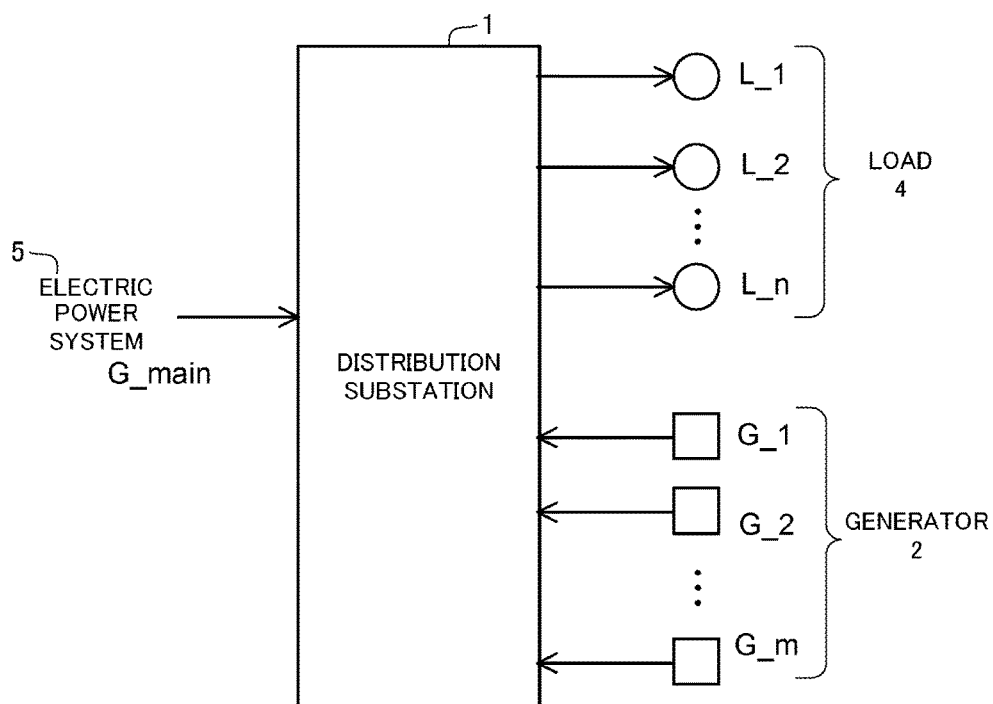 1
L_1
L_2
L_n
LOAD
4
5
ELECTRIC
POWER
SYSTEM
G_main
DISTRIBUTION
SUBSTATION
G_1
G_2
G_m
GENERATOR
2